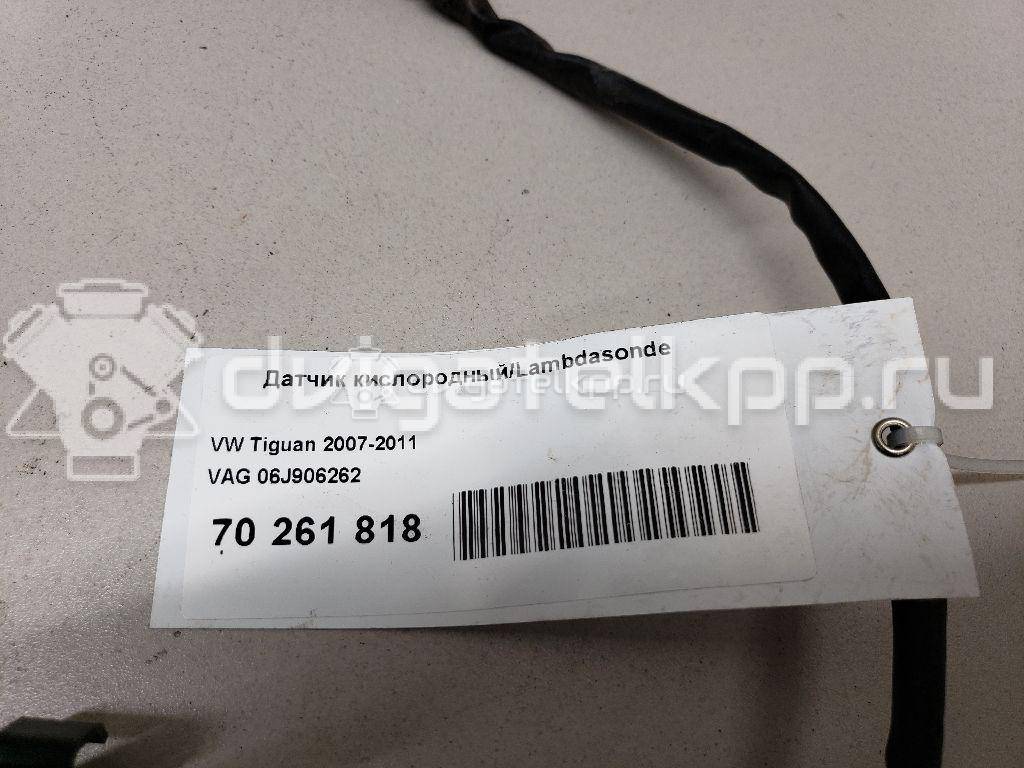 Датчик кислородный/Lambdasonde
dvigatelkpp.ru
VW Tiguan 2007-2011
VAG 06J906262
70 261 818